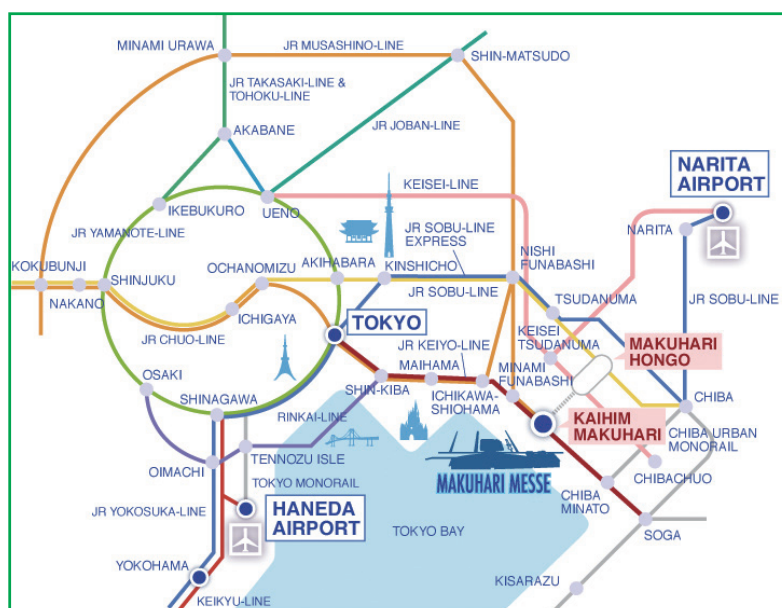 MINAMI URAWA
JR MUSASHINO-LINE
SHIN-MATSUDO
JR TAKASAKI-LINE &
TOHOKU-LINE
AKABANE
JR JOBAN-LINE
NARITA
AIRPORT
KEISEI-LINE
IKEBUKURO
UENO
JR YAMANOTE-LINE
JR SOBU-LINE
EXPRESS
NARITA
KOKUBUNJI
SHINJUKU
OCHANOMIZU
AKIHABARA
KINSHICHO
NISHI
FUNABASHI
NAKANO
JR SOBU-LINE
TSUDANUMA
JR SOBU-LINE
ICHIGAYA
TOKYO
KEISEI
TSUDANUMA
JR CHUO-LINE
JR KEIYO-LINE
MAKUHARI
HONGO
MAIHAMA
MINAMI
FUNABASHI
OSAKI
SHIN-KIBA
ICHIKAWA-
SHIOHAMA
CHIBA
SHINAGAWA
RINKAI-LINE
KAIHIM
MAKUHARI
CHIBA URBAN
MONORAIL
OIMACHI
TENNOZU ISLE
TOKYO MONORAIL
MAKUHARI MESSE
CHIBACHUO
CHIBA
MINATO
JR YOKOSUKA-LINE
HANEDA
AIRPORT
TOKYO BAY
SOGA
YOKOHAMA
KISARAZU
KEIKYU-LINE